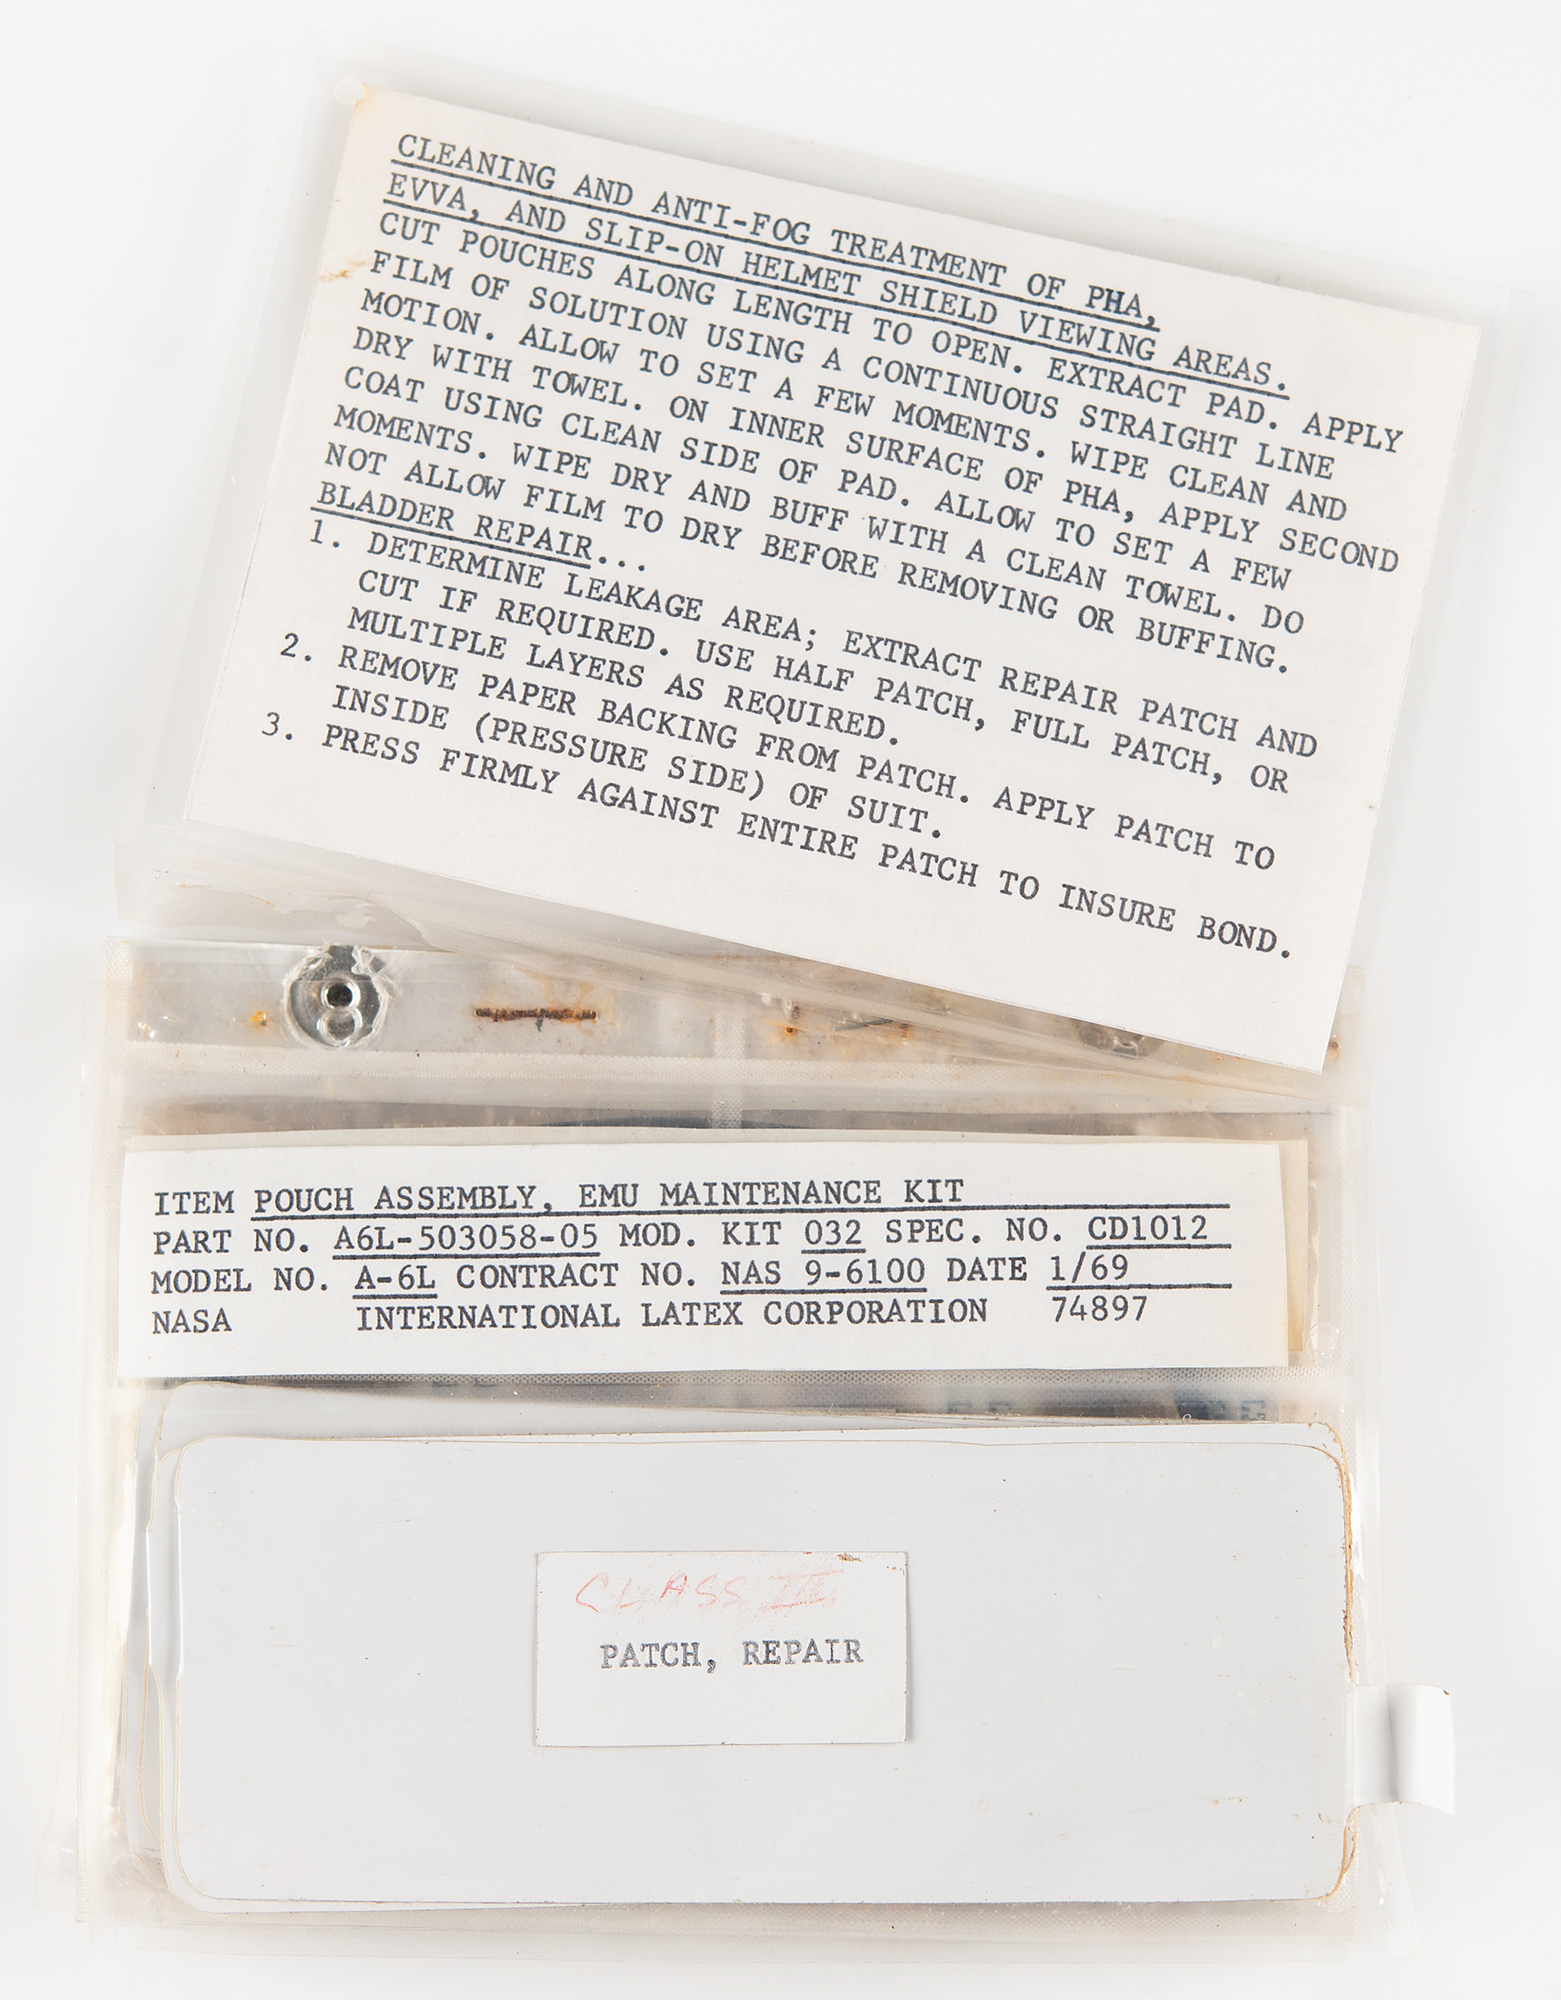 CLEANING AND ANTI-FOG TREATMENT OF PHA,
EVVA, AND SLIP-ON HELMET SHIELD VIEWING AREAS.
CUT POUCHES ALONG LENGTH TO OPEN. EXTRACT PAD. APPLY
FILM OF SOLUTION USING A CONTINUOUS STRAIGHT LINE
MOTION. ALLOW TO SET A FEW MOMENTS. WIPE CLEAN AND
DRY WITH TOWEL. ON INNER SURFACE OF PHA, APPLY SECOND
COAT USING CLEAN SIDE OF PAD. ALLOW TO SET A FEW
MOMENTS. WIPE DRY AND BUFF WITH A CLEAN TOWEL. DO
NOT ALLOW FILM TO DRY BEFORE REMOVING OR BUFFING.
BLADDER REPAIR...
1. DETERMINE LEAKAGE AREA; EXTRACT REPAIR PATCH AND
CUT IF REQUIRED. USE HALF PATCH, FULL PATCH, OR
MULTIPLE LAYERS AS REQUIRED.
2. REMOVE PAPER BACKING FROM PATCH. APPLY PATCH TO
INSIDE (PRESSURE SIDE) OF SUIT.
3. PRESS FIRMLY AGAINST ENTIRE PATCH TO INSURE BOND.
ITEM POUCH ASSEMBLY, EMU MAINTENANCE KIT
PART NO. A6L-503058-05 MOD. KIT 032 SPEC. NO. CD1012
MODEL NO. A-6L CONTRACT NO. NAS 9-6100 DATE 1/69
NASA INTERNATIONAL LATEX CORPORATION 74897
CLASS III
PATCH, REPAIR